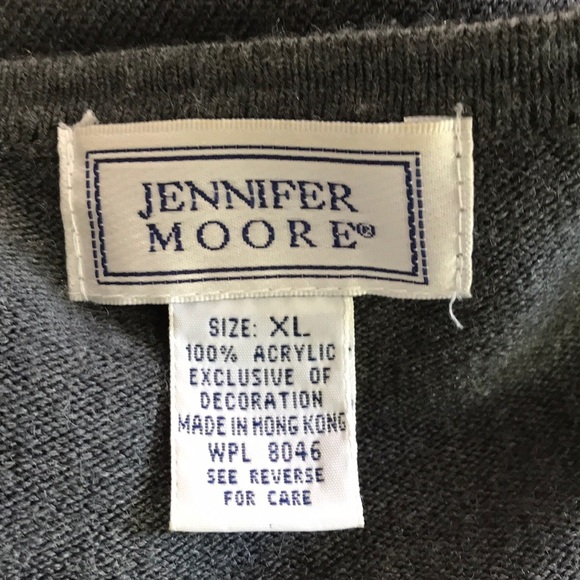 JENNIFER
MOORE®
SIZE: XL
100% ACRYLIC
EXCLUSIVE OF
DECORATION
MADE IN HONG KONG
WPL 8046
SEE REVERSE
FOR CARE